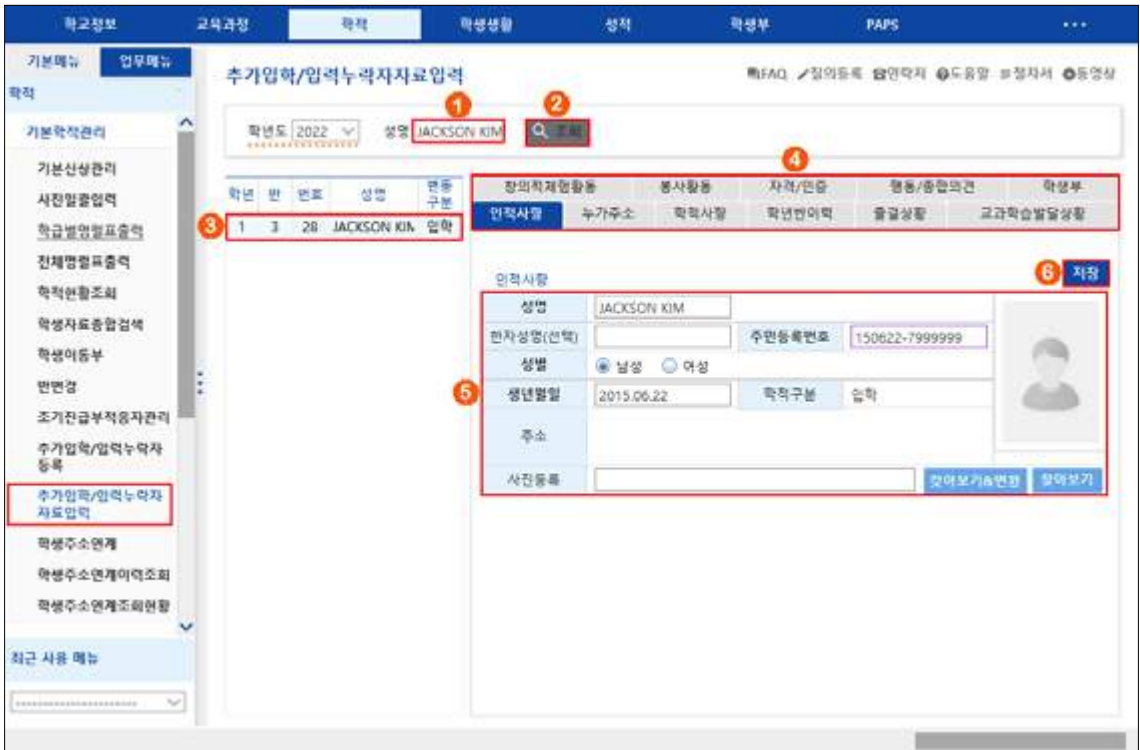 학교정보 교육과정 학적 학생생활 성적 학생부 PAPS ...
기본메뉴 업무메뉴
학적
기본학적관리
기본신상관리
사진일괄입력
학급별명렬표출력
전체명렬표출력
학적현황조회
학생자료종합검색
학생이동부
반변경
조기진급부적응자관리
추가입학/입력누락자
등록
추가입학/입력누락자
자료입력
학생주소연계
학생주소연계이력조회
학생주소연계조회현황
최근 사용 메뉴
추가입학/입력누락자자료입력
FAQ 질의등록 연락처 도움말 정차서 동영상
1 2
학년도 2022 성명 JACKSON KIM 조회
학년 반 번호 성명 변동
구분
3 1 3 28 JACKSON KIN 입학
4
창의적체험활동 봉사활동 자격/인증 행동/종합의견 학생부
인적사항 누가주소 학적사항 학년반이력 출결상황 교과학습발달상황
인적사항 6 저장
5
성명 JACKSON KIM
한자성명(선택) 주민등록번호 150622-7999999
성별 남성 여성
생년월일 2015.06.22 학적구분 입학
주소
사진등록 찾아보기&변환 찾아보기